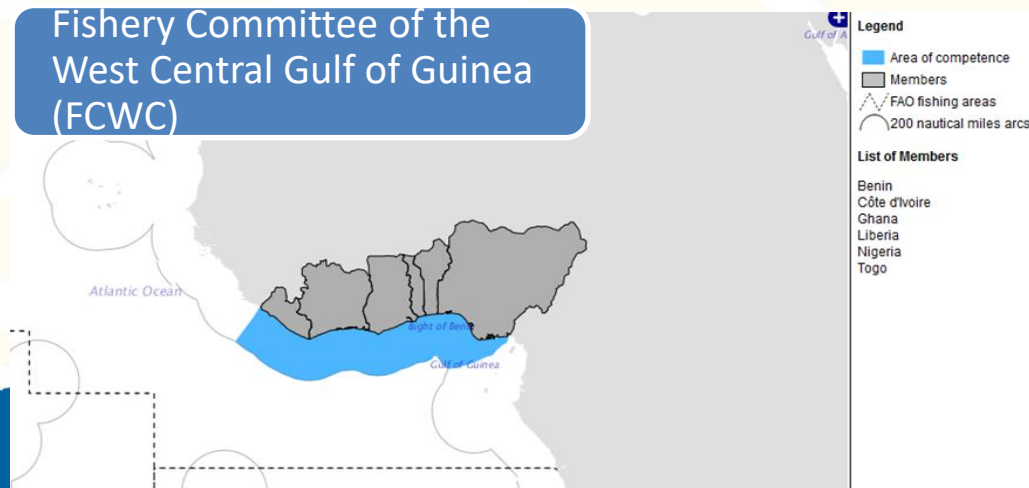 Fishery Committee of the
West Central Gulf of Guinea
(FCWC)
Gulf of A
Legend
Area of competence
Members
FAO fishing areas
200 nautical miles arcs
List of Members
Benin
Côte d'Ivoire
Ghana
Liberia
Nigeria
Togo
Atlantic Ocean
Bight of Benin
Gulf of Guinea